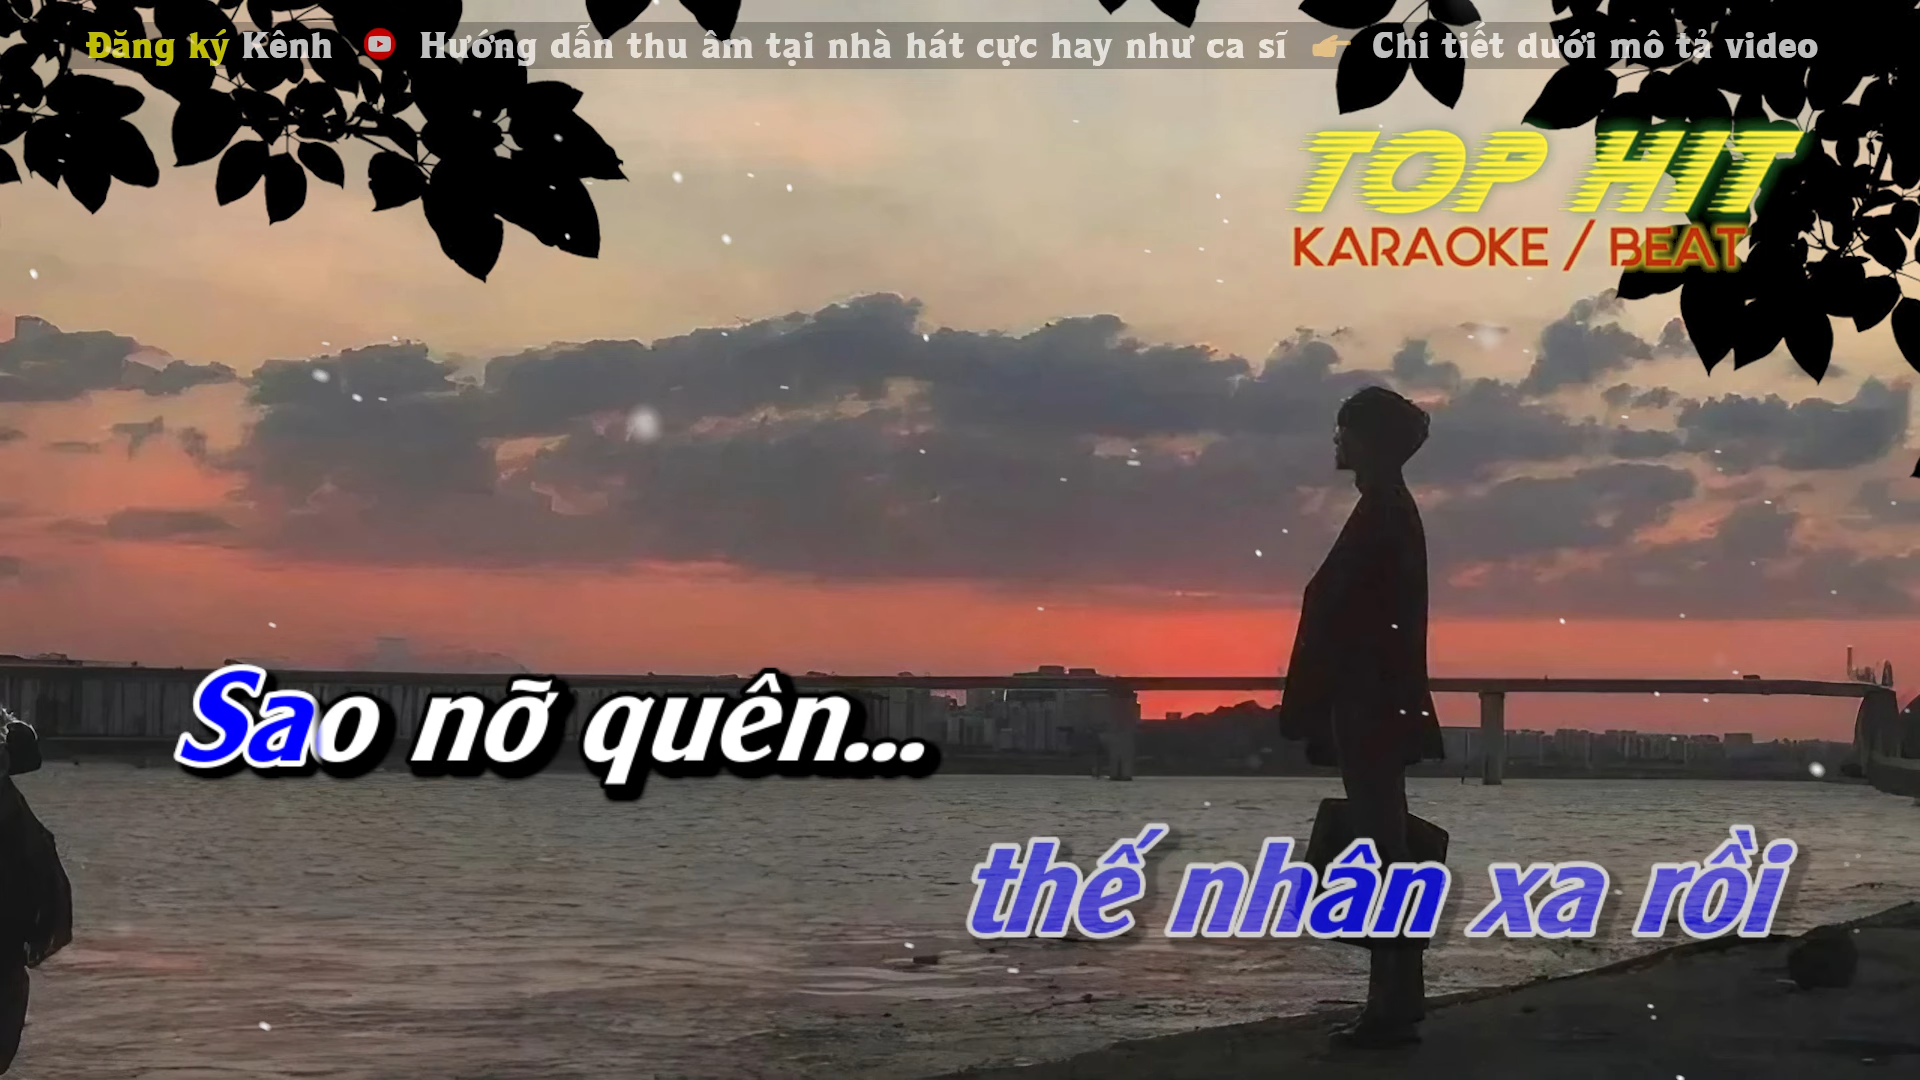 Đăng ký Kênh Hướng dẫn thu âm tại nhà hát cực hay như ca sĩ 👉 Chi tiết dưới mô tả video
TOP HIT
KARAOKE / BEAT
Sao nỡ quên...
thế nhân xa rồi